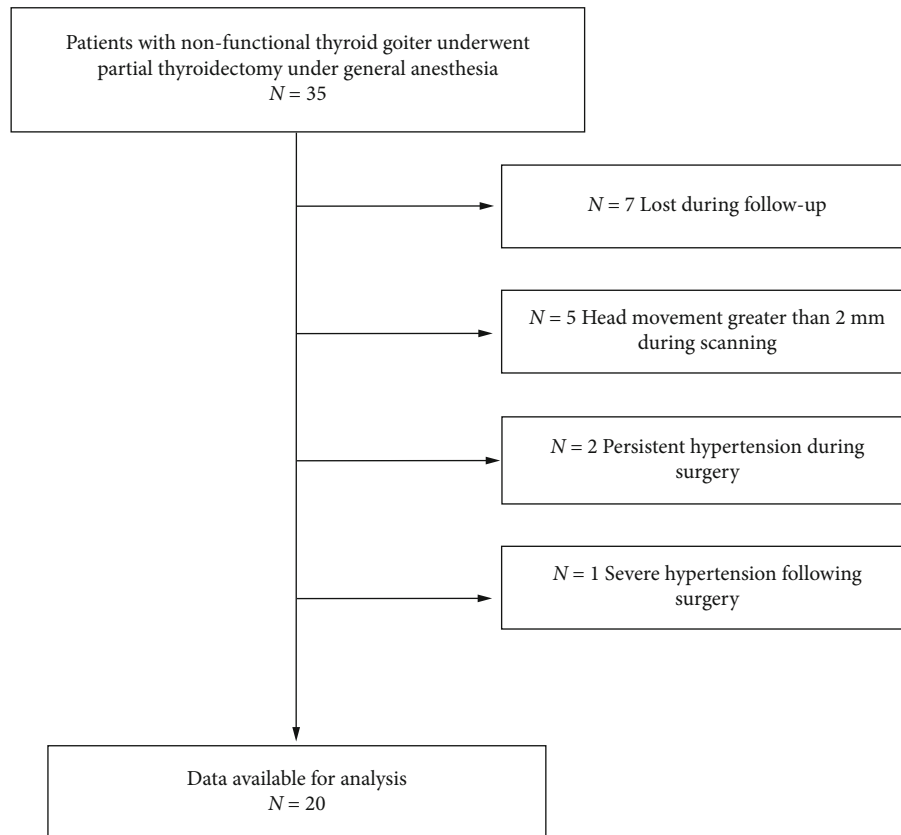 Patients with non-functional thyroid goiter underwent
partial thyroidectomy under general anesthesia
N = 35
N = 7 Lost during follow-up
N = 5 Head movement greater than 2 mm
during scanning
N = 2 Persistent hypertension during
surgery
N = 1 Severe hypertension following
surgery
Data available for analysis
N = 20